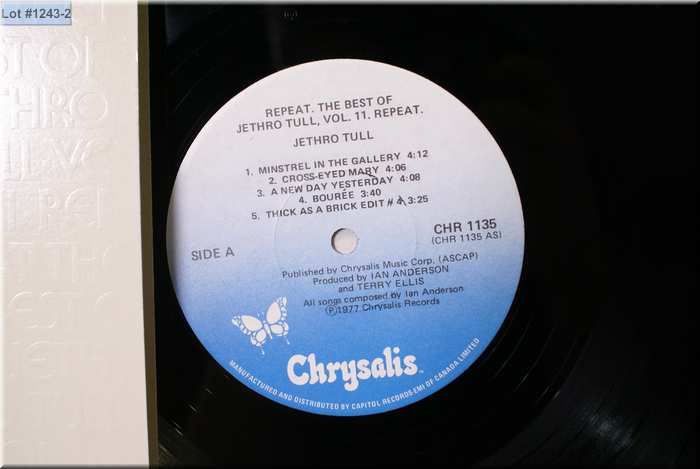 Lot #1243-2
REPEAT. THE BEST OF
JETHRO TULL, VOL. 11. REPEAT.
JETHRO TULL
1. MINSTREL IN THE GALLERY 4:12
2. CROSS-EYED MARY 4:06
3. A NEW DAY YESTERDAY 4:08
4. BOURÉE 3:40
5. THICK AS A BRICK EDIT #4 3:25
SIDE A
CHR 1135
(CHR 1135 AS)
Published by Chrysalis Music Corp. (ASCAP)
Produced by IAN ANDERSON
and TERRY ELLIS
All songs composed by Ian Anderson
Ⓟ1977 Chrysalis Records
Chrysalis
MANUFACTURED AND DISTRIBUTED BY CAPITOL RECORDS-EMI OF CANADA LIMITED